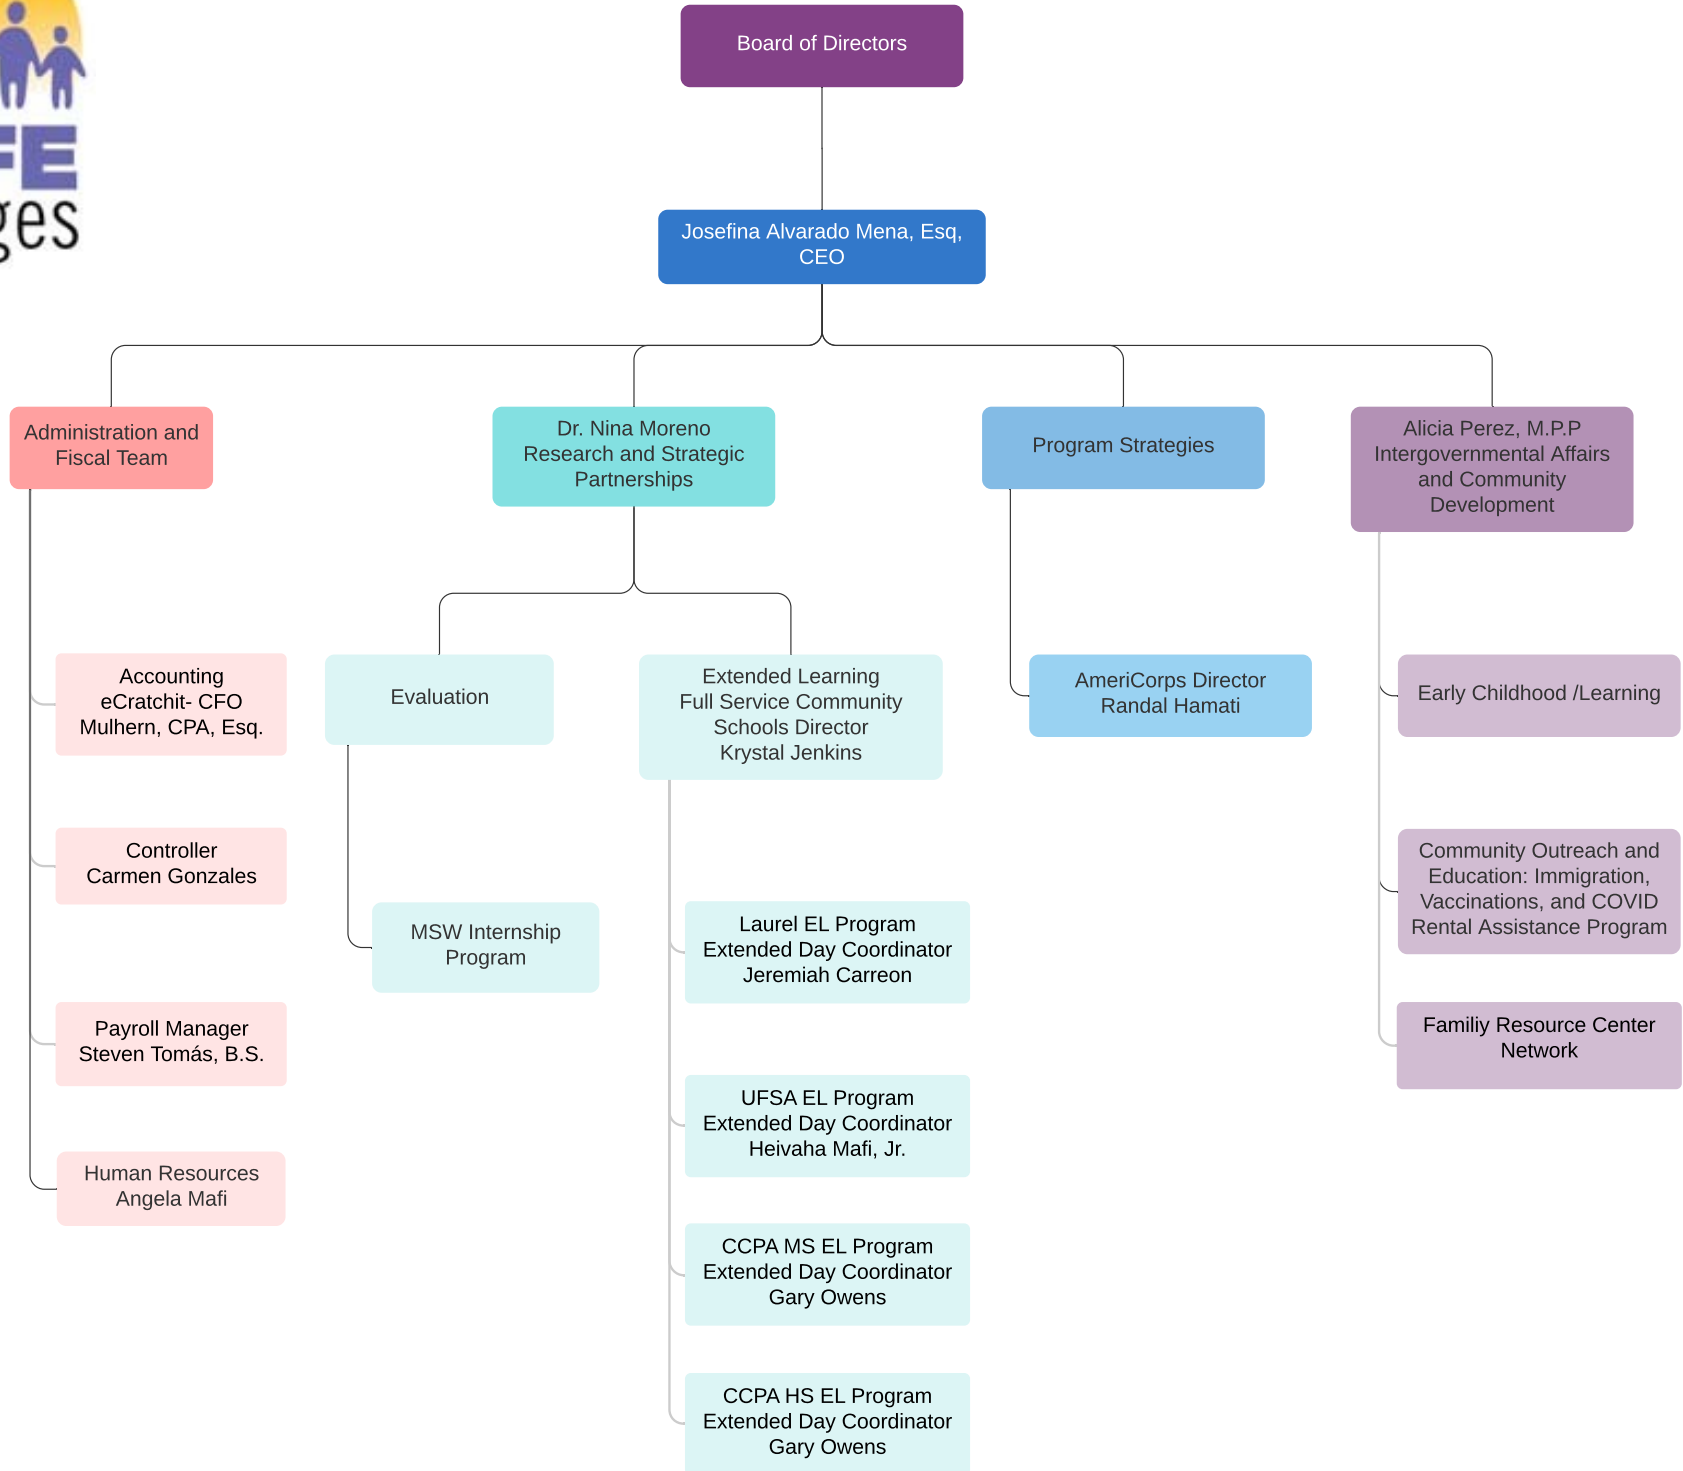 FE
ges
Board of Directors
Josefina Alvarado Mena, Esq,
CEO
Administration and
Fiscal Team
Dr. Nina Moreno
Research and Strategic
Partnerships
Program Strategies
Alicia Perez, M.P.P
Intergovernmental Affairs
and Community
Development
Accounting
eCratchit- CFO
Mulhern, CPA, Esq.
Controller
Carmen Gonzales
Payroll Manager
Steven Tomás, B.S.
Human Resources
Angela Mafi
Evaluation
MSW Internship
Program
Extended Learning
Full Service Community
Schools Director
Krystal Jenkins
Laurel EL Program
Extended Day Coordinator
Jeremiah Carreon
UFSA EL Program
Extended Day Coordinator
Heivaha Mafi, Jr.
CCPA MS EL Program
Extended Day Coordinator
Gary Owens
CCPA HS EL Program
Extended Day Coordinator
Gary Owens
AmeriCorps Director
Randal Hamati
Early Childhood /Learning
Community Outreach and
Education: Immigration,
Vaccinations, and COVID
Rental Assistance Program
Familiy Resource Center
Network